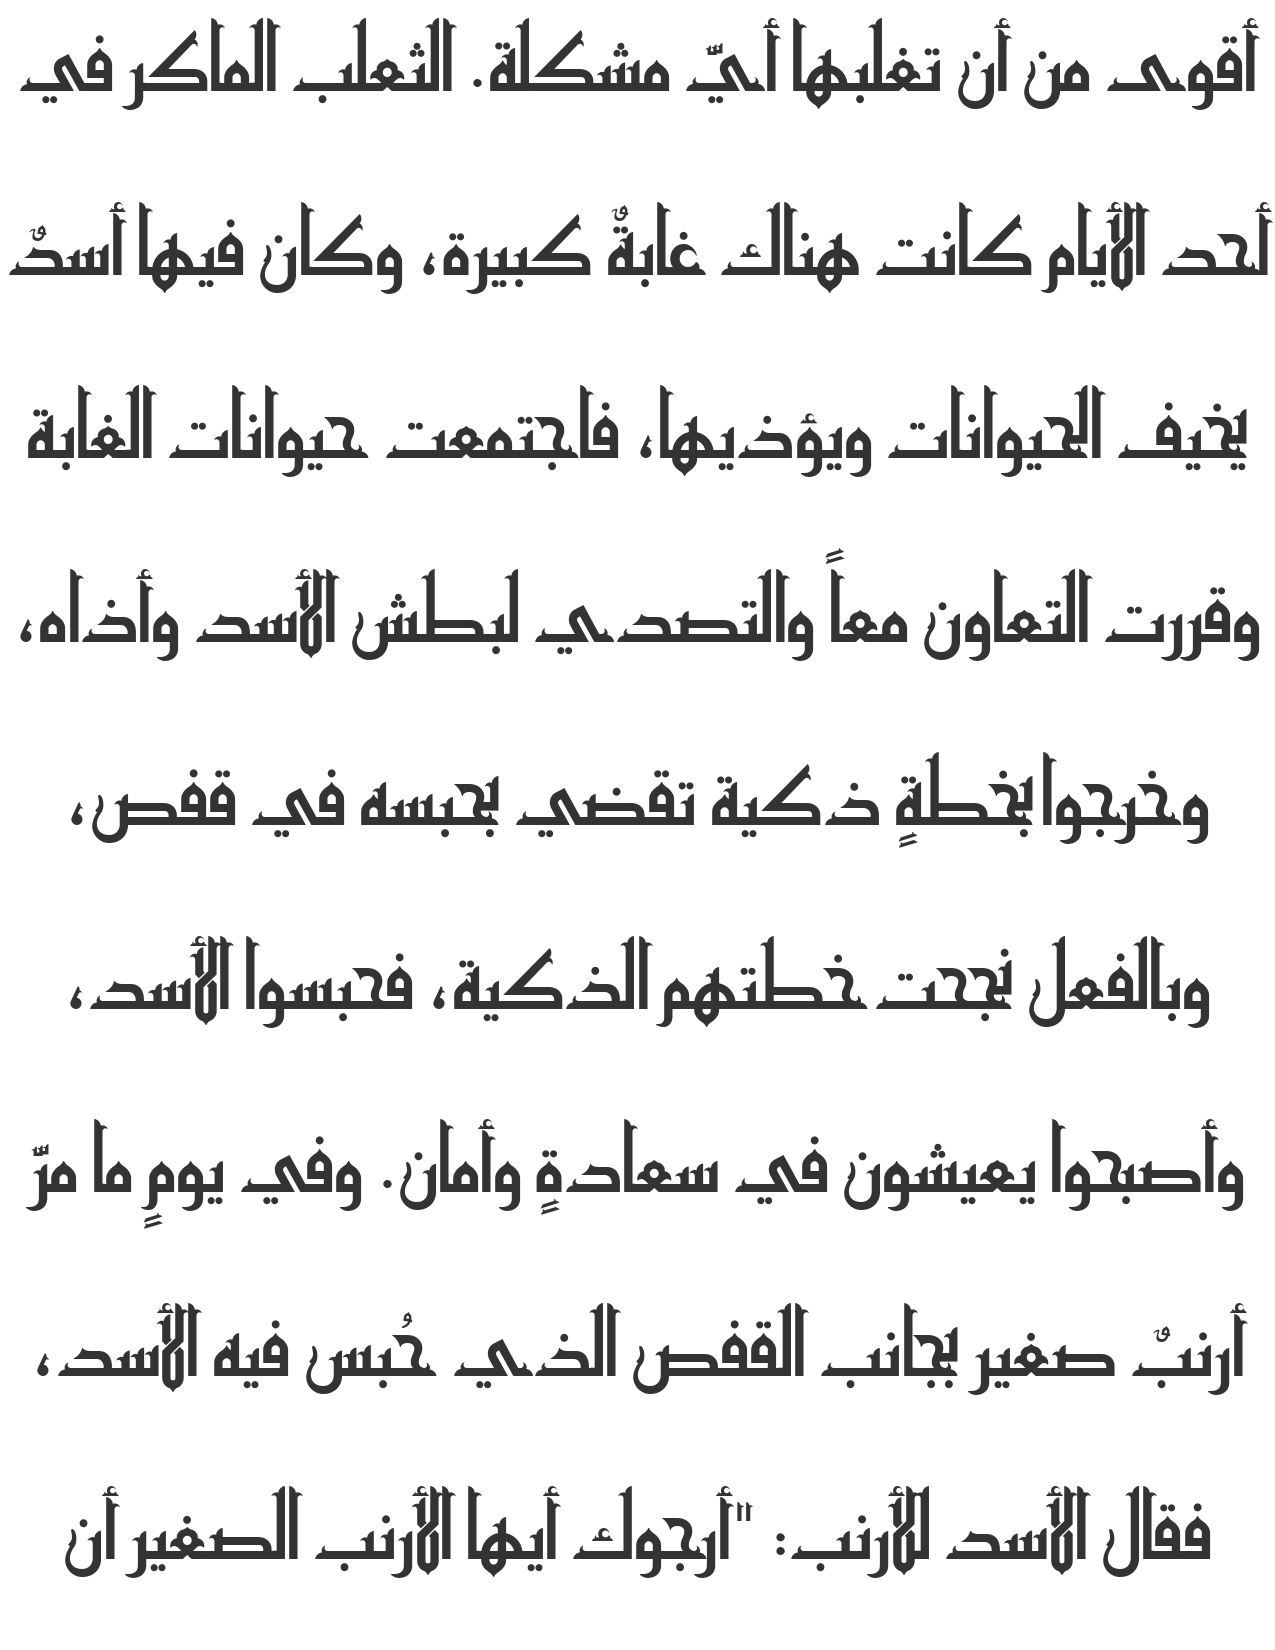 أقوى من أن تغلبها أيّ مشكلة. الثعلب الماكر في
أحد الأيام كانت هناك غابةٌ كبيرة، وكان فيها أسدٌ
يخيف الحيوانات ويؤذيها، فاجتمعت حيوانات الغابة
وقررت التعاون معاً والتصدي لبطش الأسد وأذاه،
وخرجوا بخطةٍ ذكية تقضي بحبسه في قفص،
وبالفعل نجحت خطتهم الذكية، فحبسوا الأسد،
وأصبحوا يعيشون في سعادةٍ وأمان. وفي يومٍ ما مرّ
أرنبٌ صغير بجانب القفص الذي حُبس فيه الأسد،
فقال الأسد للأرنب: "أرجوك أيها الأرنب الصغير أن